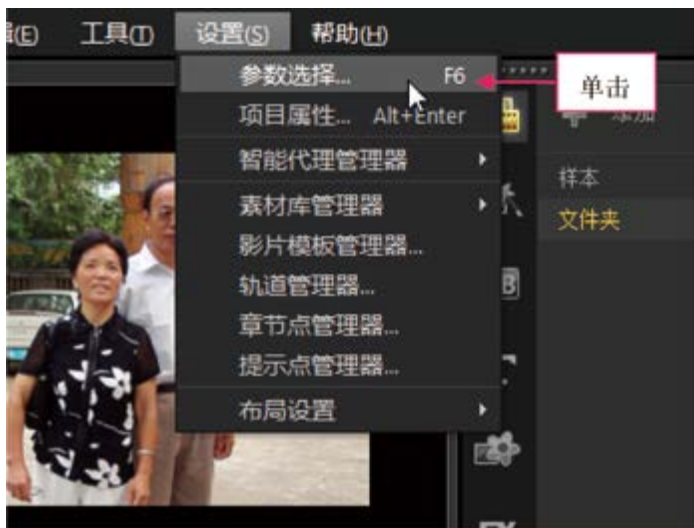 (E) 工具(T) 设置(S) 帮助(H)
参数选择... F6
单击
项目属性... Alt+Enter
添加
智能代理管理器
样本
素材库管理器
文件夹
影片模板管理器...
轨道管理器...
章节点管理器...
提示点管理器...
布局设置